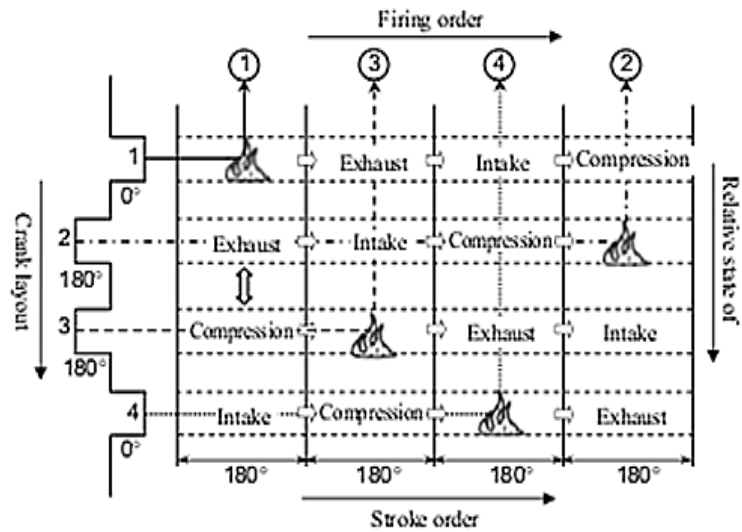 Firing order
1 3 4 2
1 Exhaust Intake Compression
0°
2 Exhaust Intake Compression
180°
3 Compression Exhaust Intake
180°
4 Intake Compression Exhaust
0°
180° 180° 180° 180°
Stroke order
Crank layout
Relative state of